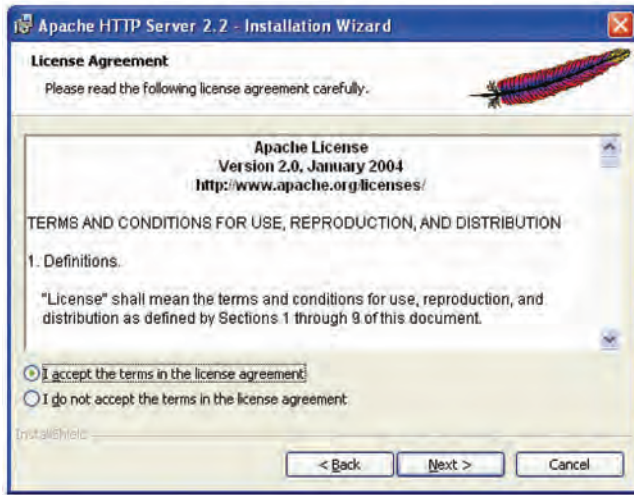 Apache HTTP Server 2.2 - Installation Wizard
License Agreement
Please read the following license agreement carefully.
Apache License
Version 2.0, January 2004
http://www.apache.org/licenses/
TERMS AND CONDITIONS FOR USE, REPRODUCTION, AND DISTRIBUTION
1. Definitions.
"License" shall mean the terms and conditions for use, reproduction, and
distribution as defined by Sections 1 through 9 of this document.
I accept the terms in the license agreement
I do not accept the terms in the license agreement
InstallShield
< Back
Next >
Cancel